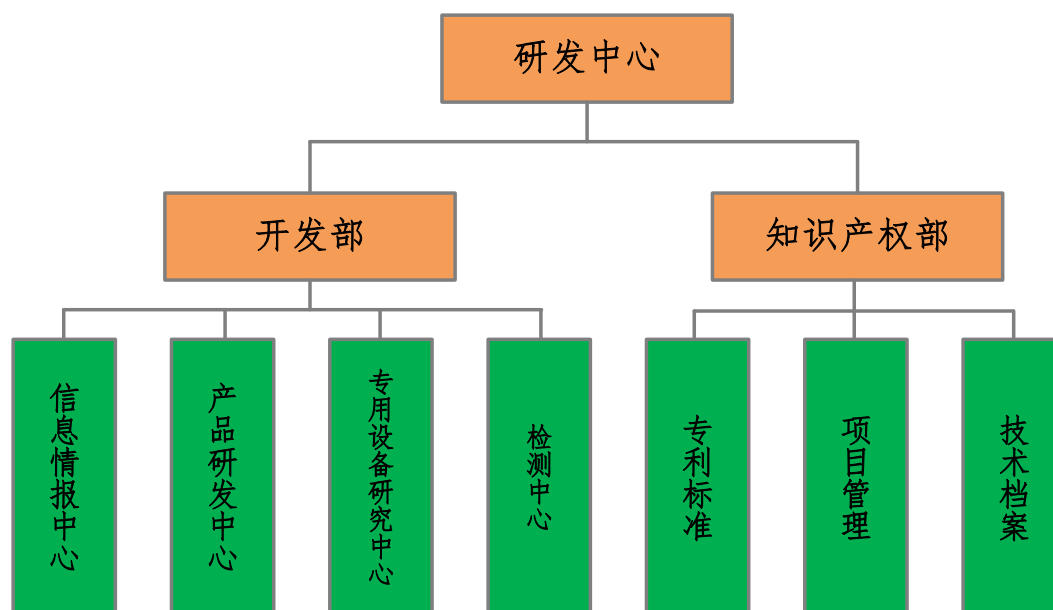 研发中心
开发部
知识产权部
信息情报中心
产品研发中心
专用设备研究中心
检测中心
专利标准
项目管理
技术档案